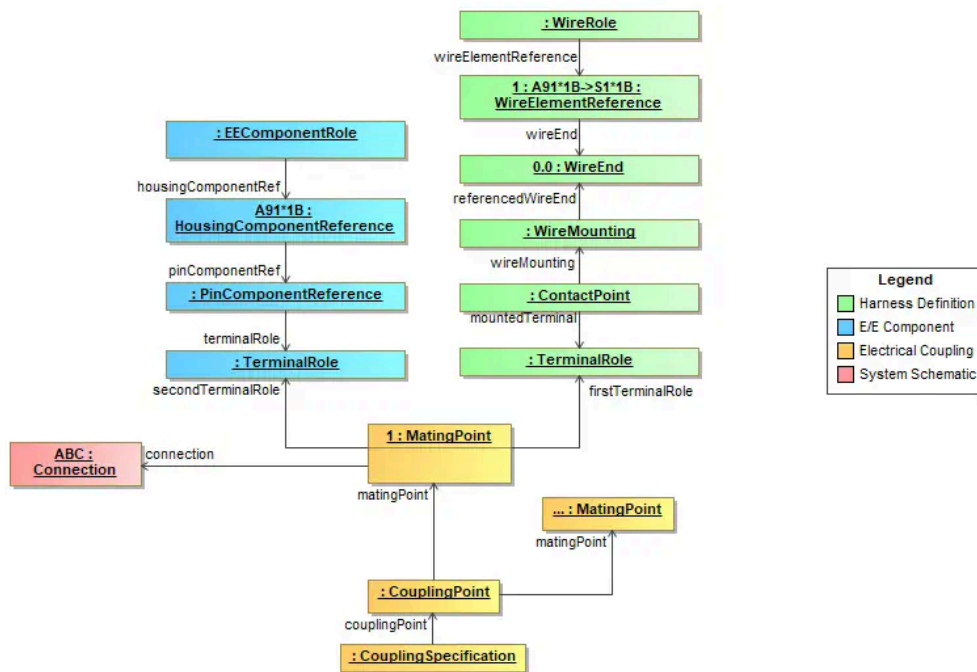 : WireRole
wireElementReference
1 : A91*1B->S1*1B :
WireElementReference
wireEnd
: EEComponentRole
0.0 : WireEnd
housingComponentRef
referencedWireEnd
A91*1B :
HousingComponentReference
: WireMounting
pinComponentRef
wireMounting
: PinComponentReference
: ContactPoint
terminalRole
mountedTerminal
: TerminalRole
: TerminalRole
secondTerminalRole
firstTerminalRole
Legend
Harness Definition
E/E Component
Electrical Coupling
System Schematic
1 : MatingPoint
ABC :
Connection
connection
matingPoint
... : MatingPoint
matingPoint
: CouplingPoint
couplingPoint
: CouplingSpecification